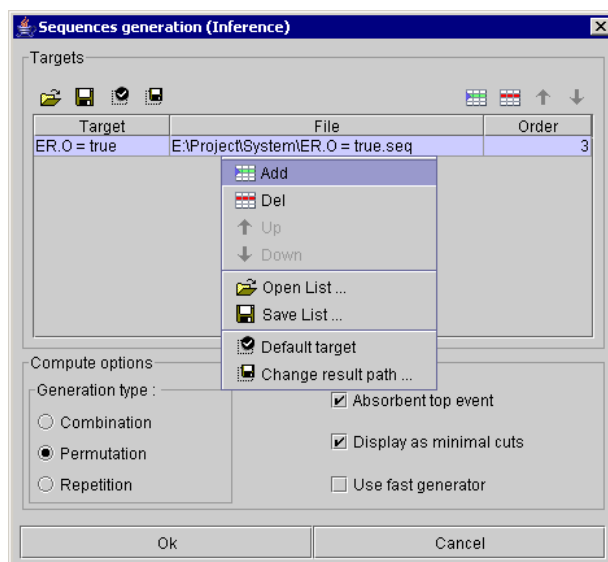 Sequences generation (Inference)
Targets
Target File Order
ER.O = true E:\Project\System\ER.O = true.seq 3
Add
Del
Up
Down
Open List ...
Save List ...
Default target
Change result path ...
Compute options
Generation type :
Combination
Permutation
Repetition
Absorbent top event
Display as minimal cuts
Use fast generator
Ok Cancel